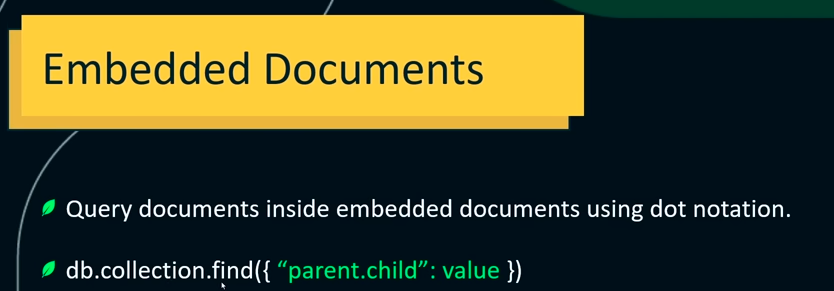 Embedded Documents
Query documents inside embedded documents using dot notation.
db.collection.find({ “parent.child”: value })